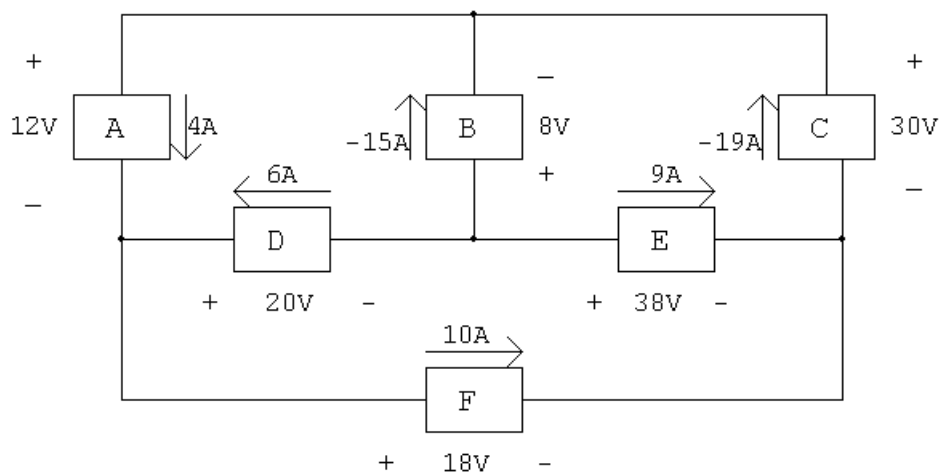 + – +
12V A 4A -15A B 8V -19A C 30V
– + –
6A 9A
D E
+ 20V - + 38V -
10A
F
+ 18V -